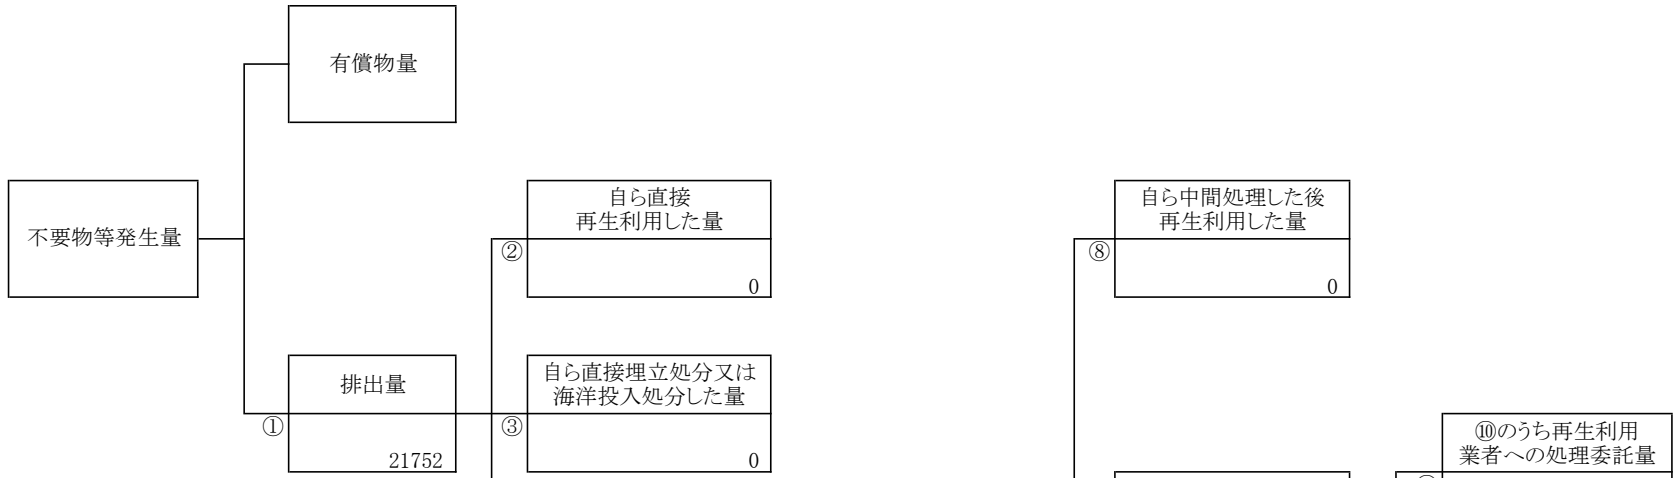 有償物量
不要物等発生量
自ら直接
再生利用した量
②
0
自ら中間処理した後
再生利用した量
⑧
0
排出量
①
21752
自ら直接埋立処分又は
海洋投入処分した量
③
0
⑩のうち再生利用
業者への処理委託量